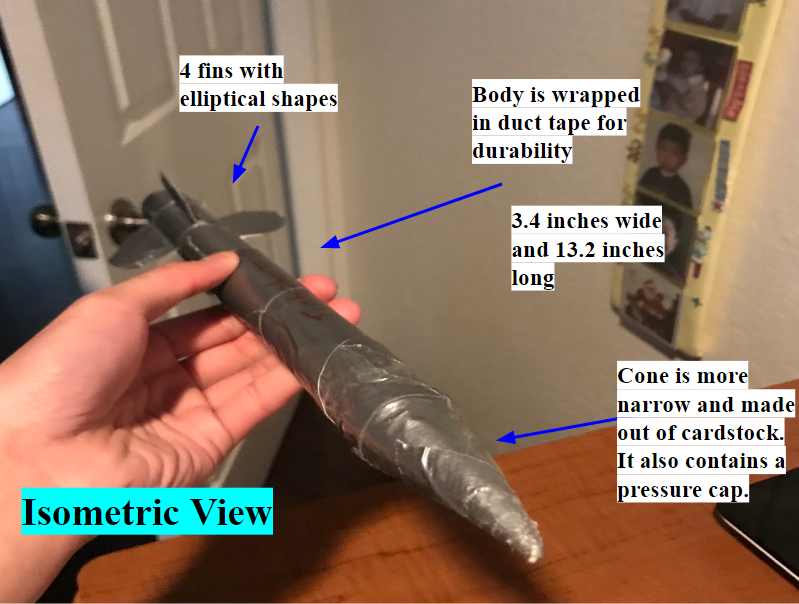 4 fins with
elliptical shapes
Body is wrapped
in duct tape for
durability
3.4 inches wide
and 13.2 inches
long
Cone is more
narrow and made
out of cardstock.
It also contains a
pressure cap.
Isometric View